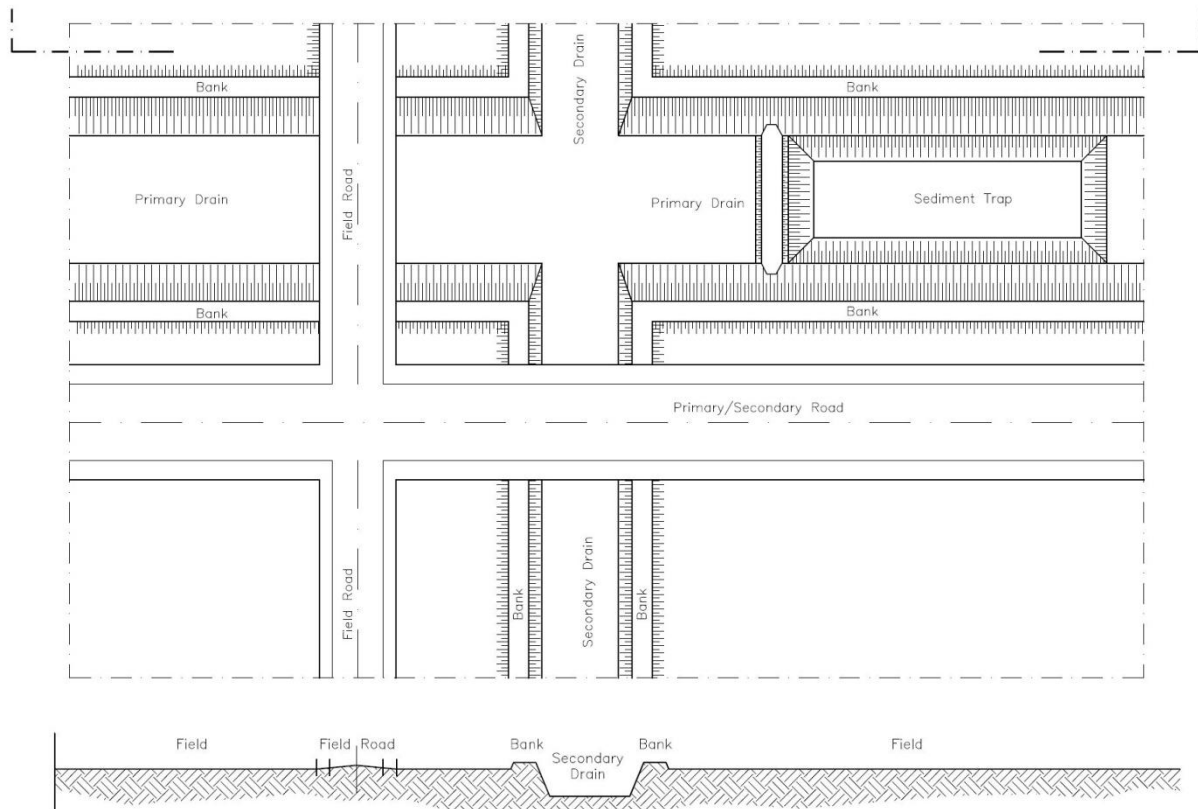 Secondary Drain
Bank
Bank
Field Road
Primary Drain
Primary Drain
Sediment Trap
Bank
Bank
Primary/Secondary Road
Field Road
Bank
Secondary Drain
Bank
Field
Field Road
Bank
Secondary
Drain
Bank
Field